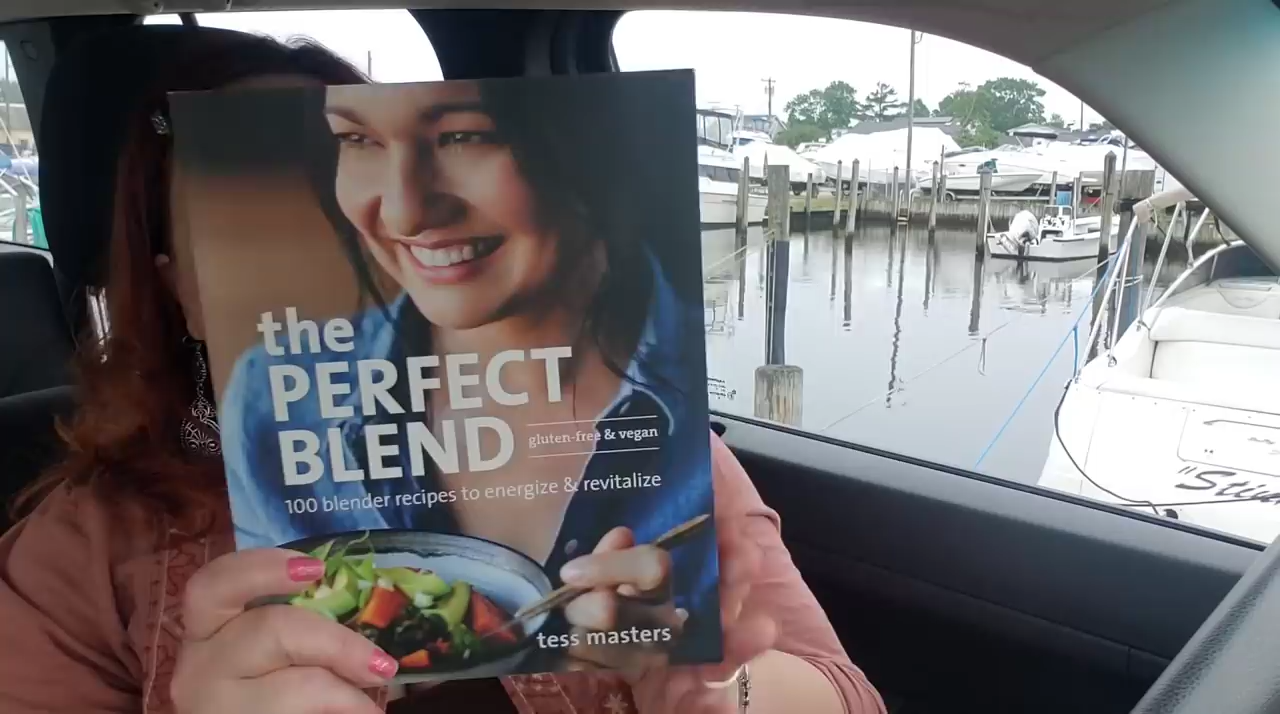 the
PERFECT
BLEND
gluten-free & vegan
100 blender recipes to energize & revitalize
tess masters